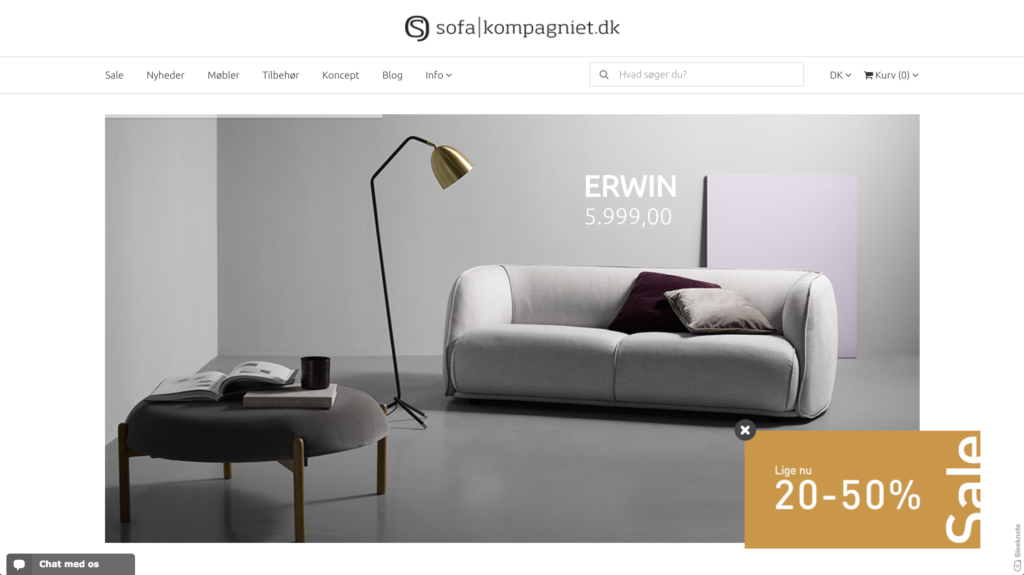 sofa|kompagniet.dk
Sale Nyheder Møbler Tilbehør Koncept Blog Info Hvad søger du? DK Kurv (0)
ERWIN
5.999,00
Lige nu
20-50%
Sale
Chat med os
Sleeknote